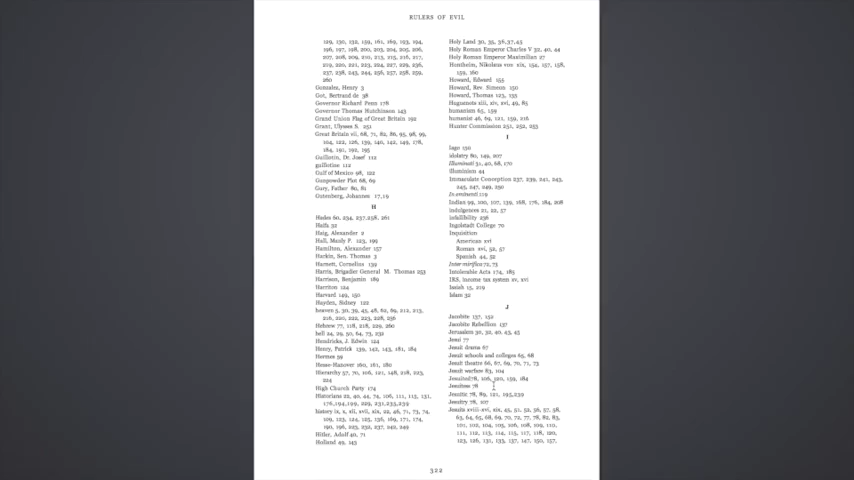 RULERS OF EVIL
129, 130, 132, 159, 161, 169, 193, 194,
196, 197, 198, 200, 203, 204, 205, 206,
207, 208, 209, 210, 213, 215, 216, 217,
219, 220, 221, 223, 224, 227, 229, 236,
237, 238, 243, 244, 256, 257, 258, 259,
260
Gonzalez, Henry 3
Got, Bertrand de 98
Governor Richard Penn 178
Governor Thomas Hutchinson 143
Grand Union Flag of Great Britain 192
Grant, Ulysses S. 251
Great Britain vii, 68, 71, 82, 86, 95, 98, 99,
104, 122, 126, 139, 140, 142, 149, 178,
184, 191, 192, 195
Guillotin, Dr. Josef 112
guillotine 112
Gulf of Mexico 98, 122
Gunpowder Plot 68, 69
Gury, Father 80, 81
Gutenberg, Johannes 17,19
H
Hades 60, 234, 237,258, 261
Haifa 32
Haig, Alexander 2
Hall, Manly P. 123, 199
Hamilton, Alexander 157
Harkin, Sen. Thomas 3
Harnett, Cornelius 139
Harris, Brigadier General M. Thomas 253
Harrison, Benjamin 189
Harriton 124
Harvard 149, 150
Hayden, Sidney 122
heaven 5, 30, 39, 45, 48, 62, 69, 212, 213,
216, 220, 222, 223, 228, 256
Hebrew 77, 118, 218, 229, 260
hell 24, 29, 50, 64, 73, 232
Hendricks, J. Edwin 124
Henry, Patrick 139, 142, 143, 181, 184
Hermes 59
Hesse-Hanover 160, 161, 180
Hierarchy 57, 70, 106, 121, 148, 218, 223,
224
High Church Party 174
Historians 22, 40, 44, 74, 106, 111, 115, 131,
176,194,199, 229, 231,233,239
history ix, x, xii, xvii, xix, 22, 46, 71, 73, 74,
109, 123, 124, 125, 136, 169, 171, 174,
190, 196, 223, 232, 237, 242, 249
Hitler, Adolf 40, 71
Holland 49, 143
Holy Land 30, 35, 36,37,45
Holy Roman Emperor Charles V 32, 40, 44
Holy Roman Emperor Maximilian 27
Hontheim, Nikolaus von xix, 154, 157, 158,
159, 160
Howard, Edward 155
Howard, Rev. Simeon 150
Howard, Thomas 123, 155
Huguenots xiii, xiv, xvi, 49, 85
humanism 65, 159
humanist 46, 69, 121, 159, 216
Hunter Commission 251, 252, 253
I
Iago 150
idolatry 80, 149, 207
Illuminati 31, 40, 68, 170
illuminism 44
Immaculate Conception 237, 239, 241, 243,
245, 247, 249, 250
In eminenti 119
Indian 99, 100, 107, 139, 168, 176, 184, 208
indulgences 21, 22, 57
infallibility 236
Ingolstadt College 70
Inquisition
American xvi
Roman xvi, 52, 57
Spanish 44, 52
Inter mirifica 72, 73
Intolerable Acts 174, 185
IRS, income tax system xv, xvi
Isaiah 15, 219
Islam 32
J
Jacobite 137, 152
Jacobite Rebellion 137
Jerusalem 30, 32, 40, 43, 45
Jesui 77
Jesuit drama 67
Jesuit schools and colleges 65, 68
Jesuit theatre 66, 67, 69, 70, 71, 73
Jesuit warfare 83, 104
Jesuited78, 106, 120, 139, 184
Jesuitess 78
Jesuitic 78, 89, 121, 195,239
Jesuitry 78, 107
Jesuits xviii-xvi, xix, 45, 51, 52, 56, 57, 58,
63, 64, 65, 68, 69, 70, 72, 77, 78, 82, 83,
101, 102, 104, 105, 106, 108, 109, 110,
111, 112, 113, 114, 115, 117, 118, 120,
123, 126, 131, 133, 137, 147, 150, 157,
322